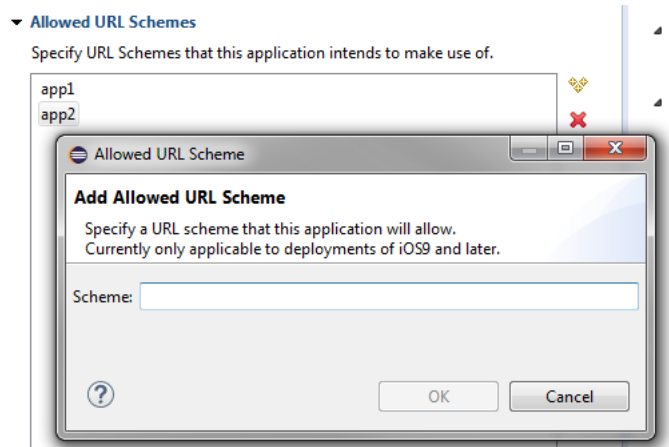 Allowed URL Schemes
Specify URL Schemes that this application intends to make use of.
app1
app2
Allowed URL Scheme
Add Allowed URL Scheme
Specify a URL scheme that this application will allow.
Currently only applicable to deployments of iOS9 and later.
Scheme:
?
OK
Cancel